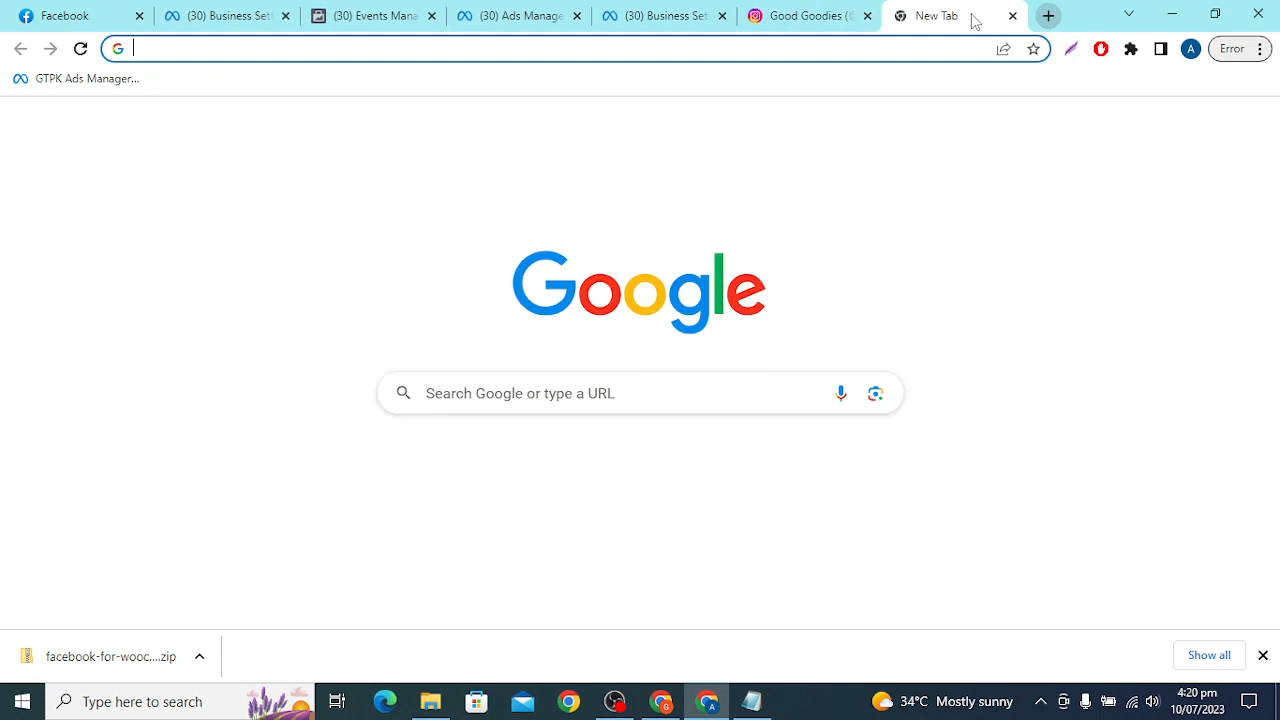 Facebook
(30) Business Sett
(30) Events Mana
(30) Ads Manage
(30) Business Sett
Good Goodies (@
New Tab
Error
GTPK Ads Manager...
Google
Search Google or type a URL
facebook-for-wooc....zip
Show all
Type here to search
34°C Mostly sunny
4:20 pm
10/07/2023